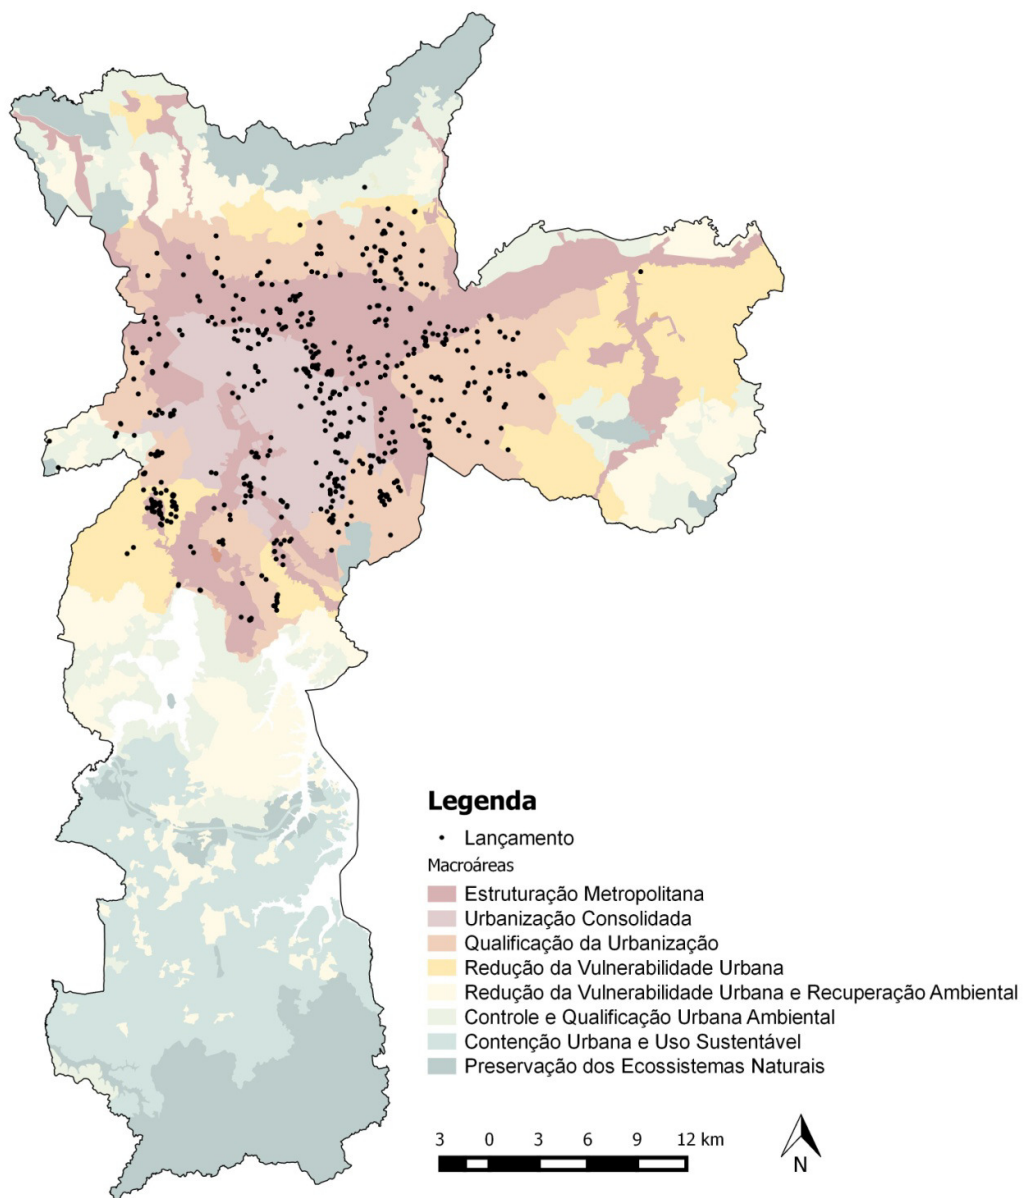 Legenda
Lançamento
Macroáreas
Estruturação Metropolitana
Urbanização Consolidada
Qualificação da Urbanização
Redução da Vulnerabilidade Urbana
Redução da Vulnerabilidade Urbana e Recuperação Ambiental
Controle e Qualificação Urbana Ambiental
Contenção Urbana e Uso Sustentável
Preservação dos Ecossistemas Naturais
3 0 3 6 9 12 km
N